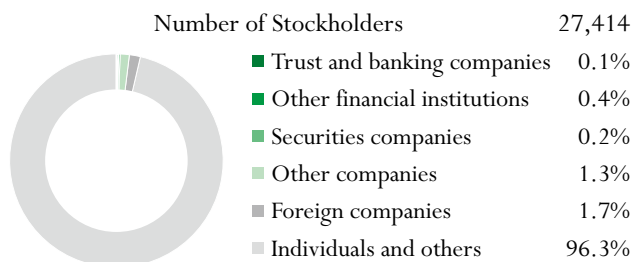 Number of Stockholders 27,414
Trust and banking companies 0.1%
Other financial institutions 0.4%
Securities companies 0.2%
Other companies 1.3%
Foreign companies 1.7%
Individuals and others 96.3%